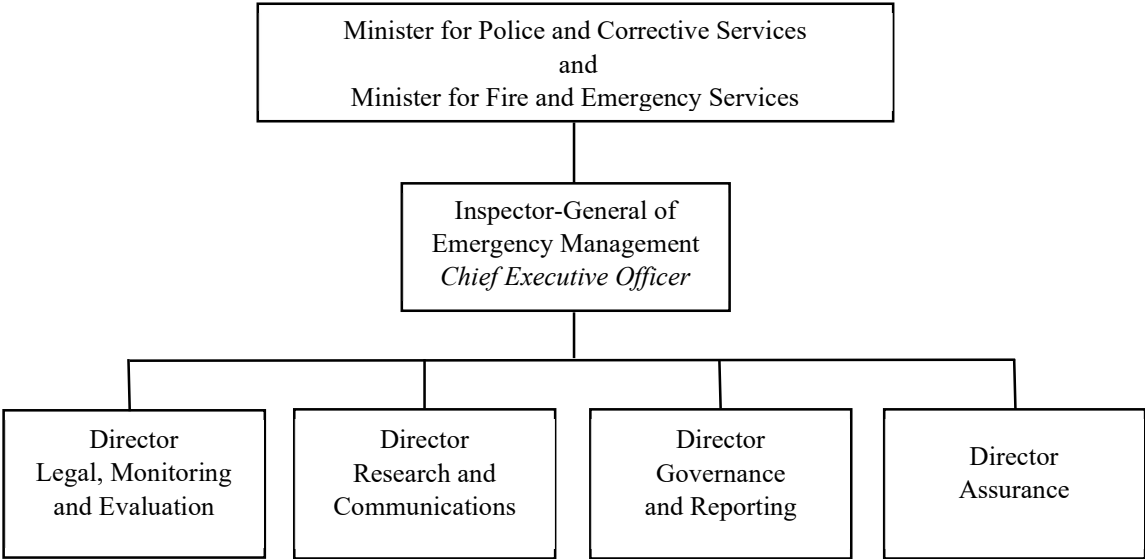 Minister for Police and Corrective Services
and
Minister for Fire and Emergency Services
Inspector-General of
Emergency Management
Chief Executive Officer
Director
Legal, Monitoring
and Evaluation
Director
Research and
Communications
Director
Governance
and Reporting
Director
Assurance